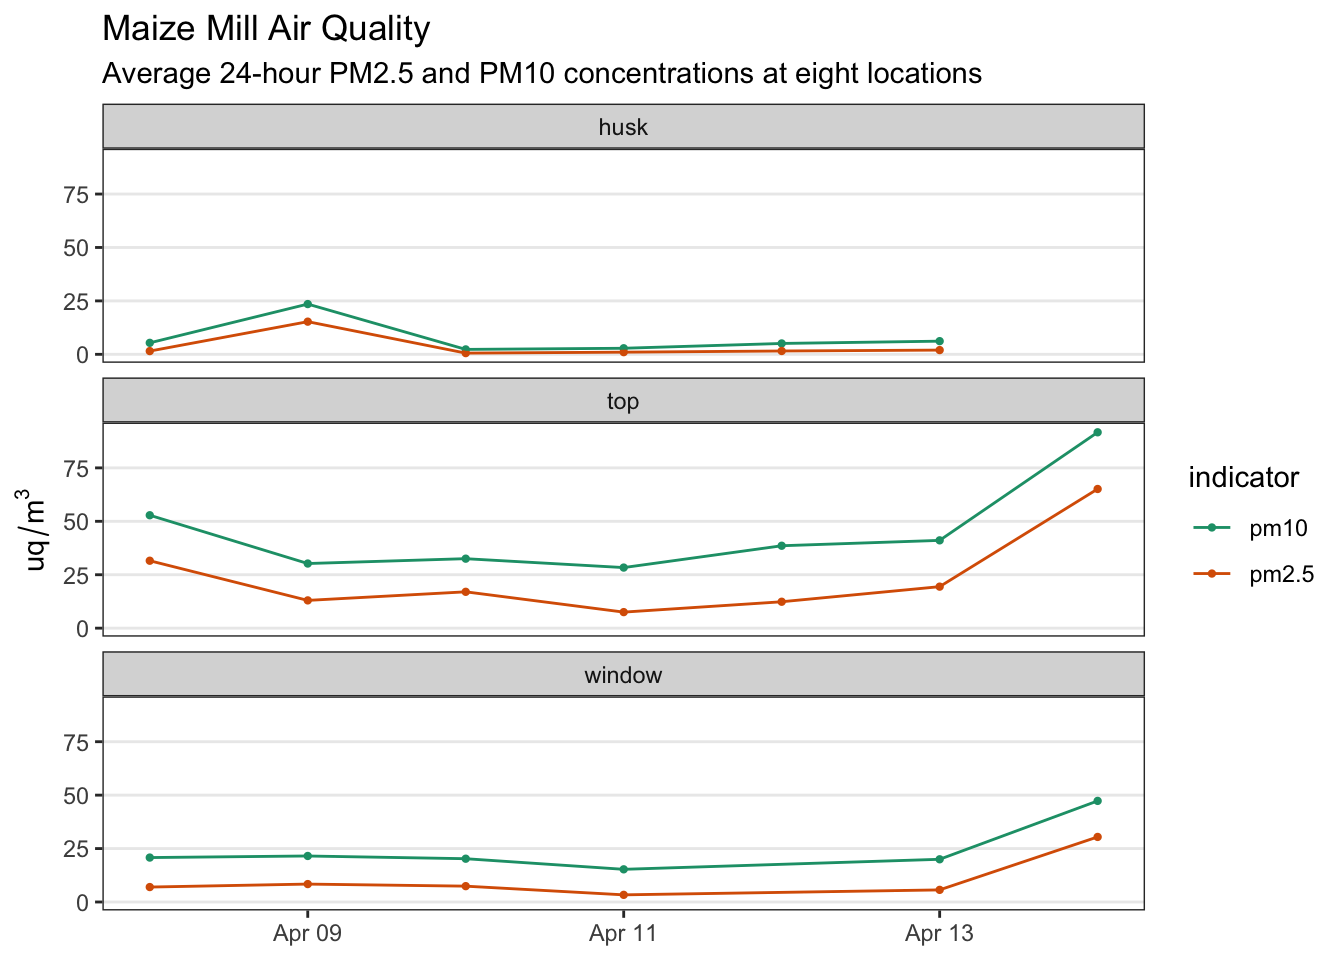 Maize Mill Air Quality
Average 24-hour PM2.5 and PM10 concentrations at eight locations
husk
75
50
25
0
top
75
50
25
0
window
75
50
25
0
Apr 09 Apr 11 Apr 13
uq/m³
indicator
pm10
pm2.5